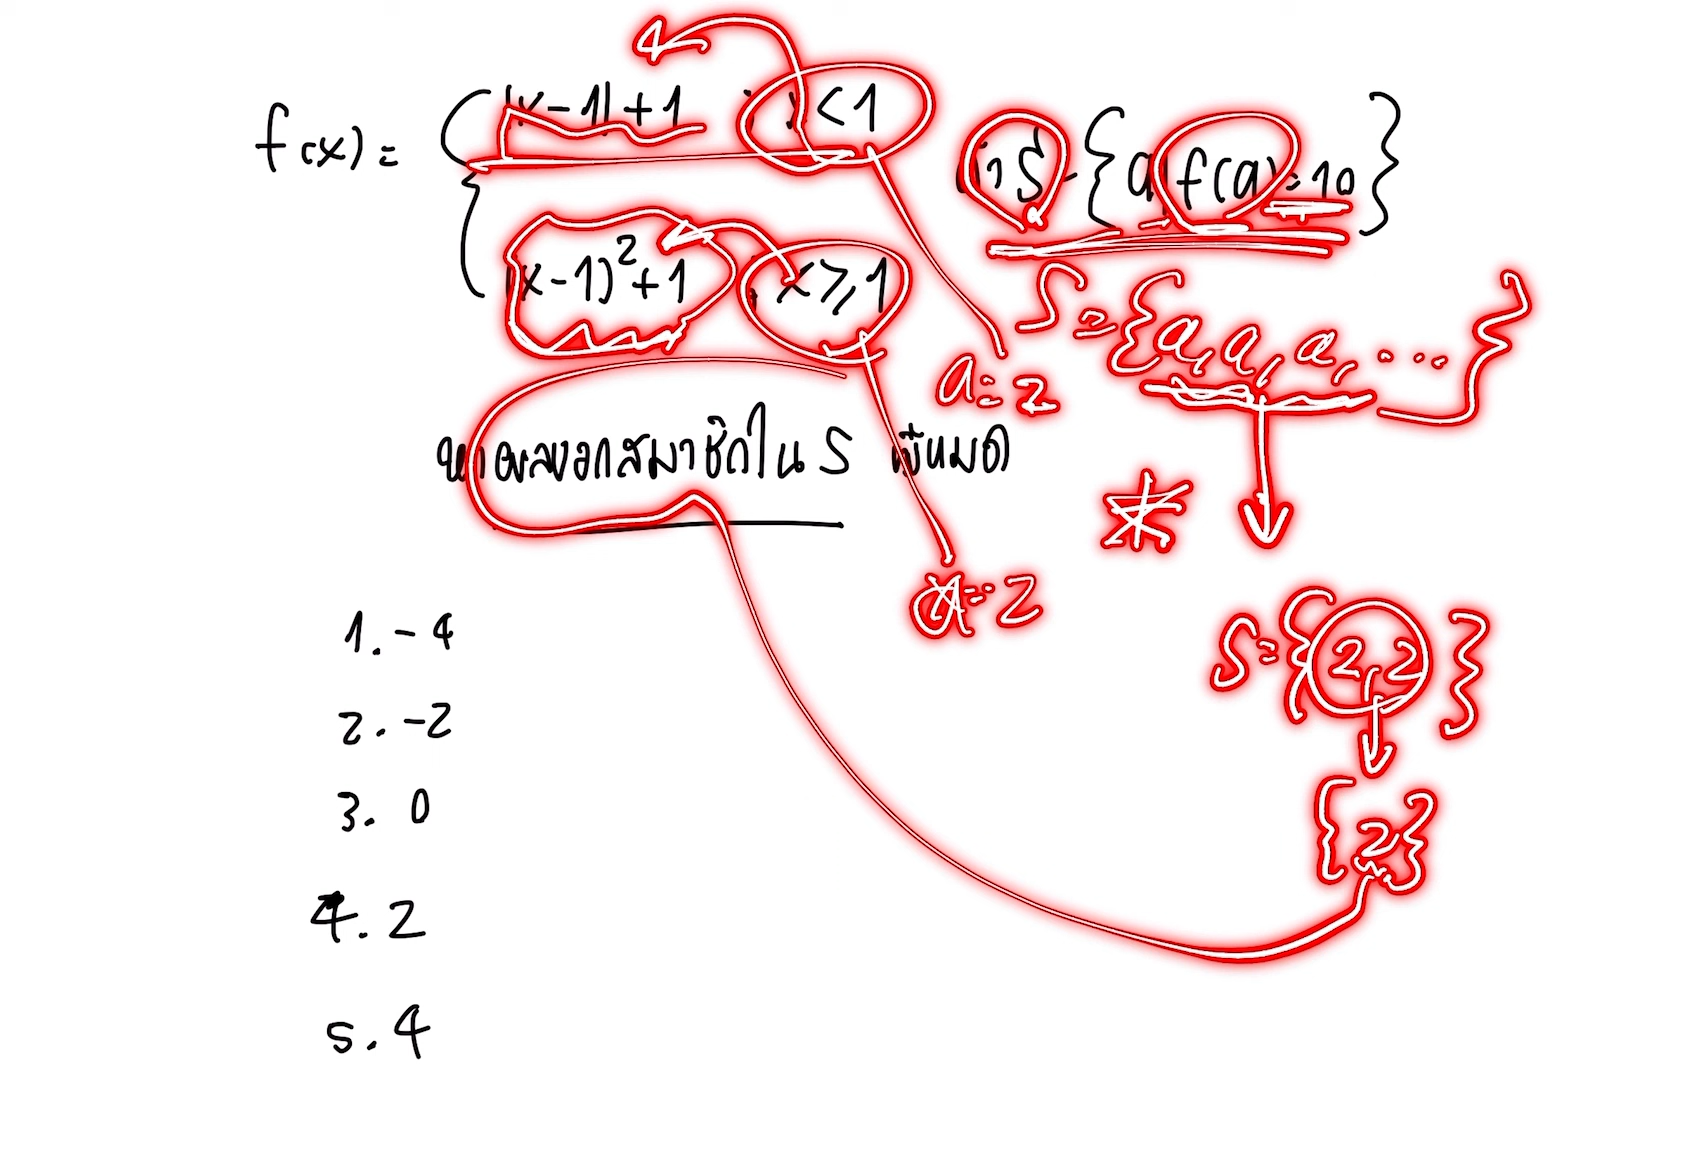 f(x) = { |x-1|+1 , x < 1
(x-1)²+1 , x ≥ 1
ถ้า S = {a | f(a) = 10}
S = {a, a, a, ...}
a = 2
หาผลบวกสมาชิกใน S ทั้งหมด
a = 2
S = {2, 2}
{2}
1. -4
2. -2
3. 0
4. 2
5. 4